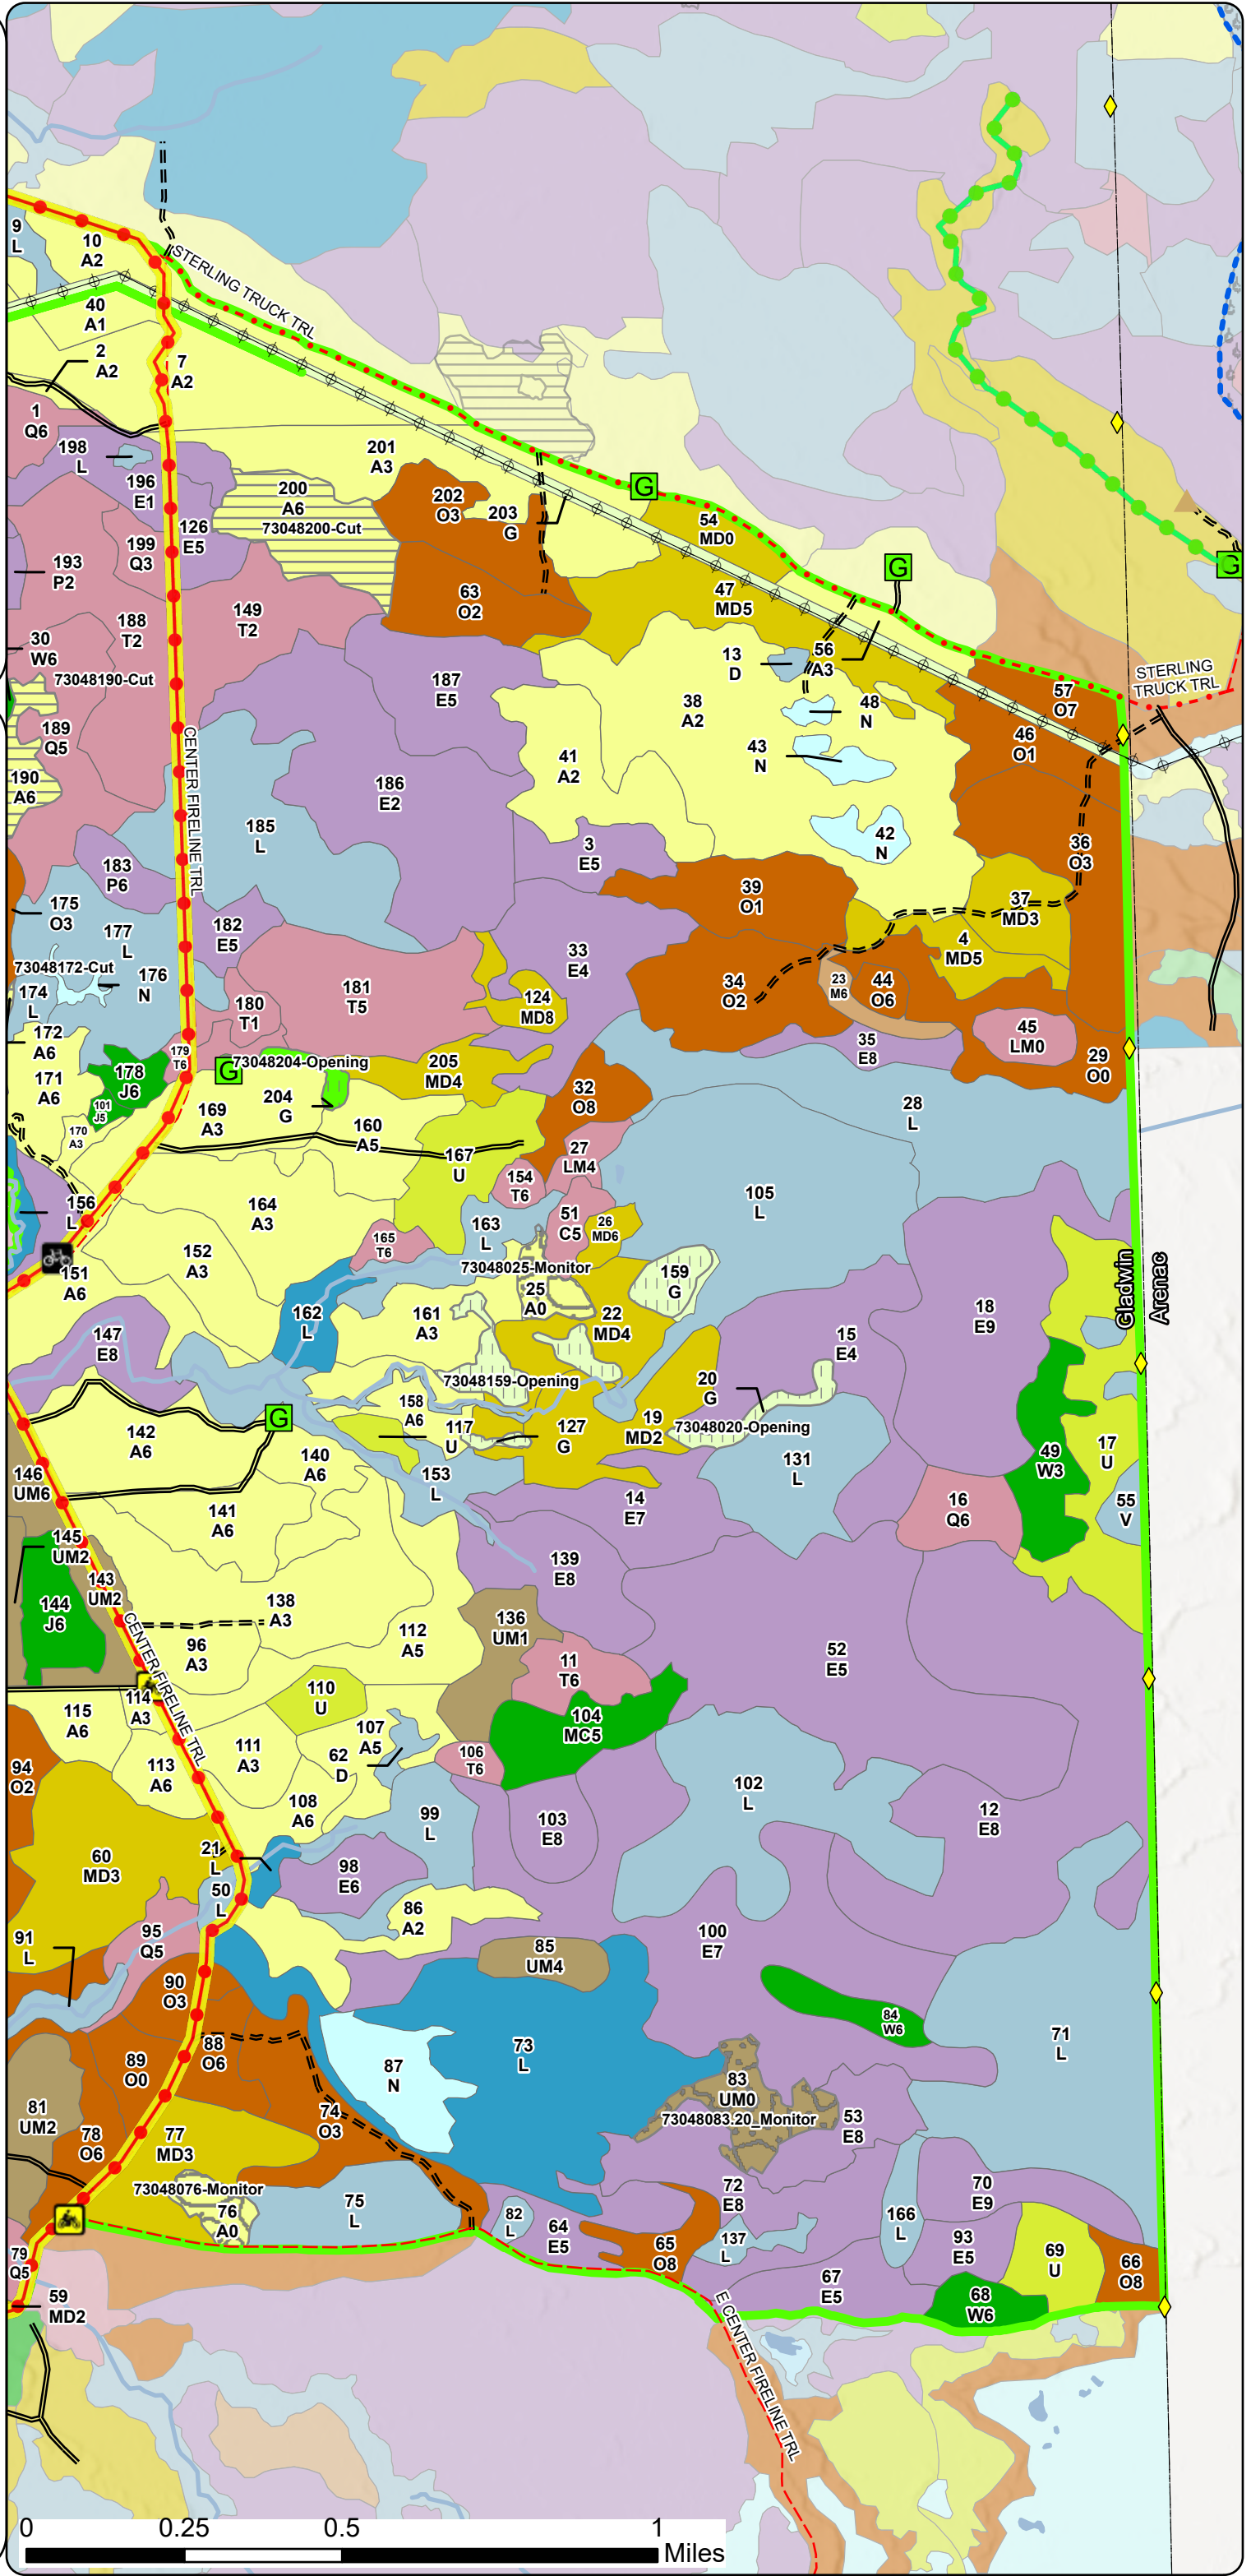 9
L
10
A2
STERLING TRUCK TRL
40
A1
2
A2
7
A2
1
Q6
198
L
201
A3
196
E1
200
A6
73048200-Cut
202
O3
203
G
G
54
MD0
126
E5
199
Q3
193
P2
63
O2
47
MD5
G
G
188
T2
149
T2
30
W6
73048190-Cut
13
D
56
A3
187
E5
38
A2
48
N
57
O7
STERLING
TRUCK TRL
189
Q5
CENTER FIRELINE TRL
43
N
46
O1
41
A2
190
A6
186
E2
185
L
42
N
3
E5
36
O3
183
P6
39
O1
37
MD3
175
O3
177
L
182
E5
4
MD5
33
E4
73048172-Cut
176
N
174
L
181
T5
180
T1
124
MD8
34
O2
23
M6
44
O6
45
LM0
172
A6
179
T6
35
E8
29
O0
171
A6
178
J6
G
73048204-Opening
205
MD4
101
J5
204
G
32
O8
170
A3
169
A3
160
A5
28
L
167
U
27
LM4
154
T6
156
L
164
A3
105
L
163
L
51
C5
26
MD6
165
T6
152
A3
73048025-Monitor
151
A6
25
A0
159
G
Gladwin
Arenac
162
L
161
A3
22
MD4
18
E9
147
E8
15
E4
73048159-Opening
20
G
158
A6
G
142
A6
117
U
127
G
19
MD2
73048020-Opening
140
A6
153
L
131
L
49
W3
17
U
146
UM6
14
E7
16
Q6
55
V
141
A6
145
UM2
139
E8
143
UM2
144
J6
138
A3
136
UM1
CENTER FIRELINE TRL
96
A3
112
A5
52
E5
11
T6
110
U
104
MC5
114
A3
115
A6
107
A5
111
A3
62
D
106
T6
113
A6
94
O2
102
L
108
A6
99
L
103
E8
12
E8
21
L
60
MD3
98
E6
50
L
86
A2
95
Q5
91
L
100
E7
85
UM4
90
O3
84
W6
73
L
71
L
88
O6
89
O0
87
N
83
UM0
81
UM2
73048083.20_Monitor
53
E8
74
O3
78
O6
77
MD3
73048076-Monitor
76
A0
75
L
72
E8
70
E9
82
L
64
E5
166
L
137
L
93
E5
65
O8
69
U
66
O8
79
Q5
67
E5
68
W6
59
MD2
E CENTER FIRELINE TRL
0 0.25 0.5 1
Miles